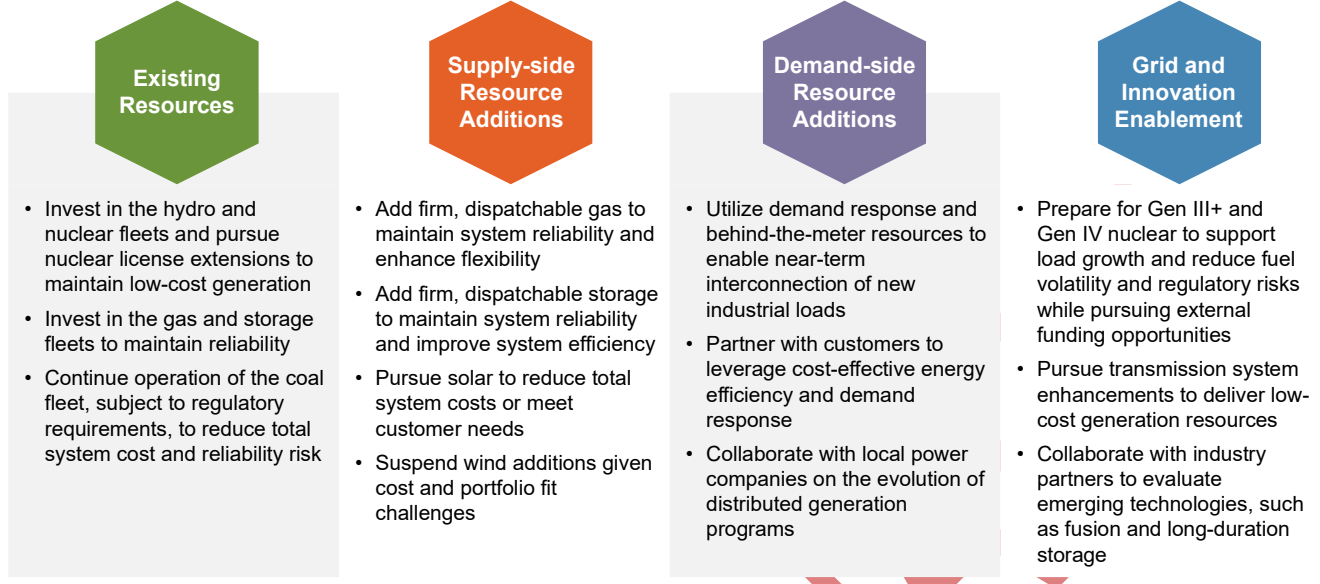 Existing
Resources
• Invest in the hydro and
nuclear fleets and pursue
nuclear license extensions to
maintain low-cost generation
• Invest in the gas and storage
fleets to maintain reliability
• Continue operation of the coal
fleet, subject to regulatory
requirements, to reduce total
system cost and reliability risk
Supply-side
Resource
Additions
• Add firm, dispatchable gas to
maintain system reliability and
enhance flexibility
• Add firm, dispatchable storage
to maintain system reliability
and improve system efficiency
• Pursue solar to reduce total
system costs or meet
customer needs
• Suspend wind additions given
cost and portfolio fit
challenges
Demand-side
Resource
Additions
• Utilize demand response and
behind-the-meter resources to
enable near-term
interconnection of new
industrial loads
• Partner with customers to
leverage cost-effective energy
efficiency and demand
response
• Collaborate with local power
companies on the evolution of
distributed generation
programs
Grid and
Innovation
Enablement
• Prepare for Gen III+ and
Gen IV nuclear to support
load growth and reduce fuel
volatility and regulatory risks
while pursuing external
funding opportunities
• Pursue transmission system
enhancements to deliver low-
cost generation resources
• Collaborate with industry
partners to evaluate
emerging technologies, such
as fusion and long-duration
storage